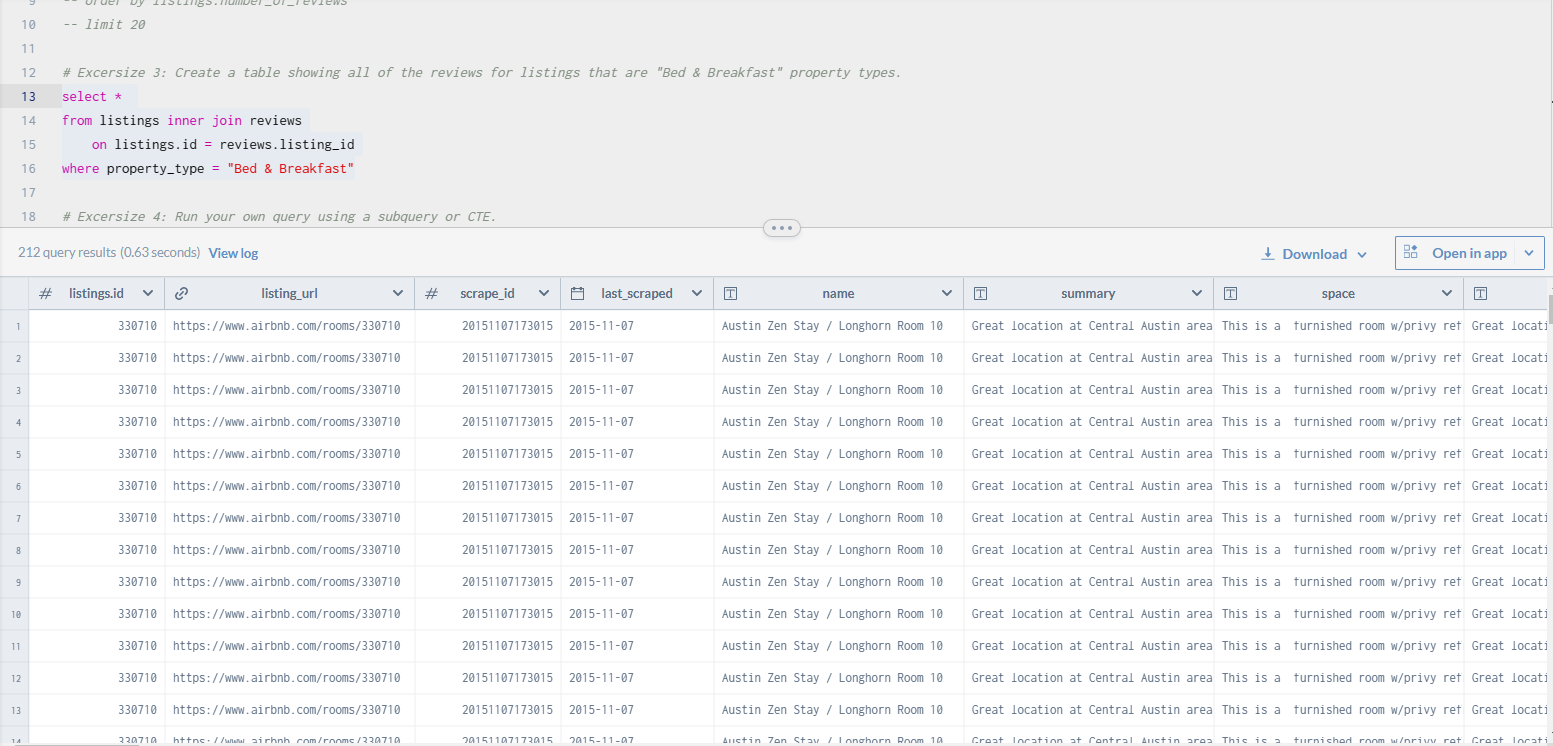 9 -- order by listings.number_of_reviews
10 -- limit 20
11
12 # Excersize 3: Create a table showing all of the reviews for listings that are "Bed & Breakfast" property types.
13 select *
14 from listings inner join reviews
15 on listings.id = reviews.listing_id
16 where property_type = "Bed & Breakfast"
17
18 # Excersize 4: Run your own query using a subquery or CTE.
212 query results (0.63 seconds) View log Download Open in app
# listings.id listing_url # scrape_id last_scraped T name T summary T space T
1 330710 https://www.airbnb.com/rooms/330710 20151107173015 2015-11-07 Austin Zen Stay / Longhorn Room 10 Great location at Central Austin area This is a furnished room w/privy ref Great locati
2 330710 https://www.airbnb.com/rooms/330710 20151107173015 2015-11-07 Austin Zen Stay / Longhorn Room 10 Great location at Central Austin area This is a furnished room w/privy ref Great locati
3 330710 https://www.airbnb.com/rooms/330710 20151107173015 2015-11-07 Austin Zen Stay / Longhorn Room 10 Great location at Central Austin area This is a furnished room w/privy ref Great locati
4 330710 https://www.airbnb.com/rooms/330710 20151107173015 2015-11-07 Austin Zen Stay / Longhorn Room 10 Great location at Central Austin area This is a furnished room w/privy ref Great locati
5 330710 https://www.airbnb.com/rooms/330710 20151107173015 2015-11-07 Austin Zen Stay / Longhorn Room 10 Great location at Central Austin area This is a furnished room w/privy ref Great locati
6 330710 https://www.airbnb.com/rooms/330710 20151107173015 2015-11-07 Austin Zen Stay / Longhorn Room 10 Great location at Central Austin area This is a furnished room w/privy ref Great locati
7 330710 https://www.airbnb.com/rooms/330710 20151107173015 2015-11-07 Austin Zen Stay / Longhorn Room 10 Great location at Central Austin area This is a furnished room w/privy ref Great locati
8 330710 https://www.airbnb.com/rooms/330710 20151107173015 2015-11-07 Austin Zen Stay / Longhorn Room 10 Great location at Central Austin area This is a furnished room w/privy ref Great locati
9 330710 https://www.airbnb.com/rooms/330710 20151107173015 2015-11-07 Austin Zen Stay / Longhorn Room 10 Great location at Central Austin area This is a furnished room w/privy ref Great locati
10 330710 https://www.airbnb.com/rooms/330710 20151107173015 2015-11-07 Austin Zen Stay / Longhorn Room 10 Great location at Central Austin area This is a furnished room w/privy ref Great locati
11 330710 https://www.airbnb.com/rooms/330710 20151107173015 2015-11-07 Austin Zen Stay / Longhorn Room 10 Great location at Central Austin area This is a furnished room w/privy ref Great locati
12 330710 https://www.airbnb.com/rooms/330710 20151107173015 2015-11-07 Austin Zen Stay / Longhorn Room 10 Great location at Central Austin area This is a furnished room w/privy ref Great locati
13 330710 https://www.airbnb.com/rooms/330710 20151107173015 2015-11-07 Austin Zen Stay / Longhorn Room 10 Great location at Central Austin area This is a furnished room w/privy ref Great locati
14 330710 https://www.airbnb.com/rooms/330710 20151107173015 2015-11-07 Austin Zen Stay / Longhorn Room 10 Great location at Central Austin area This is a furnished room w/privy ref Great locati